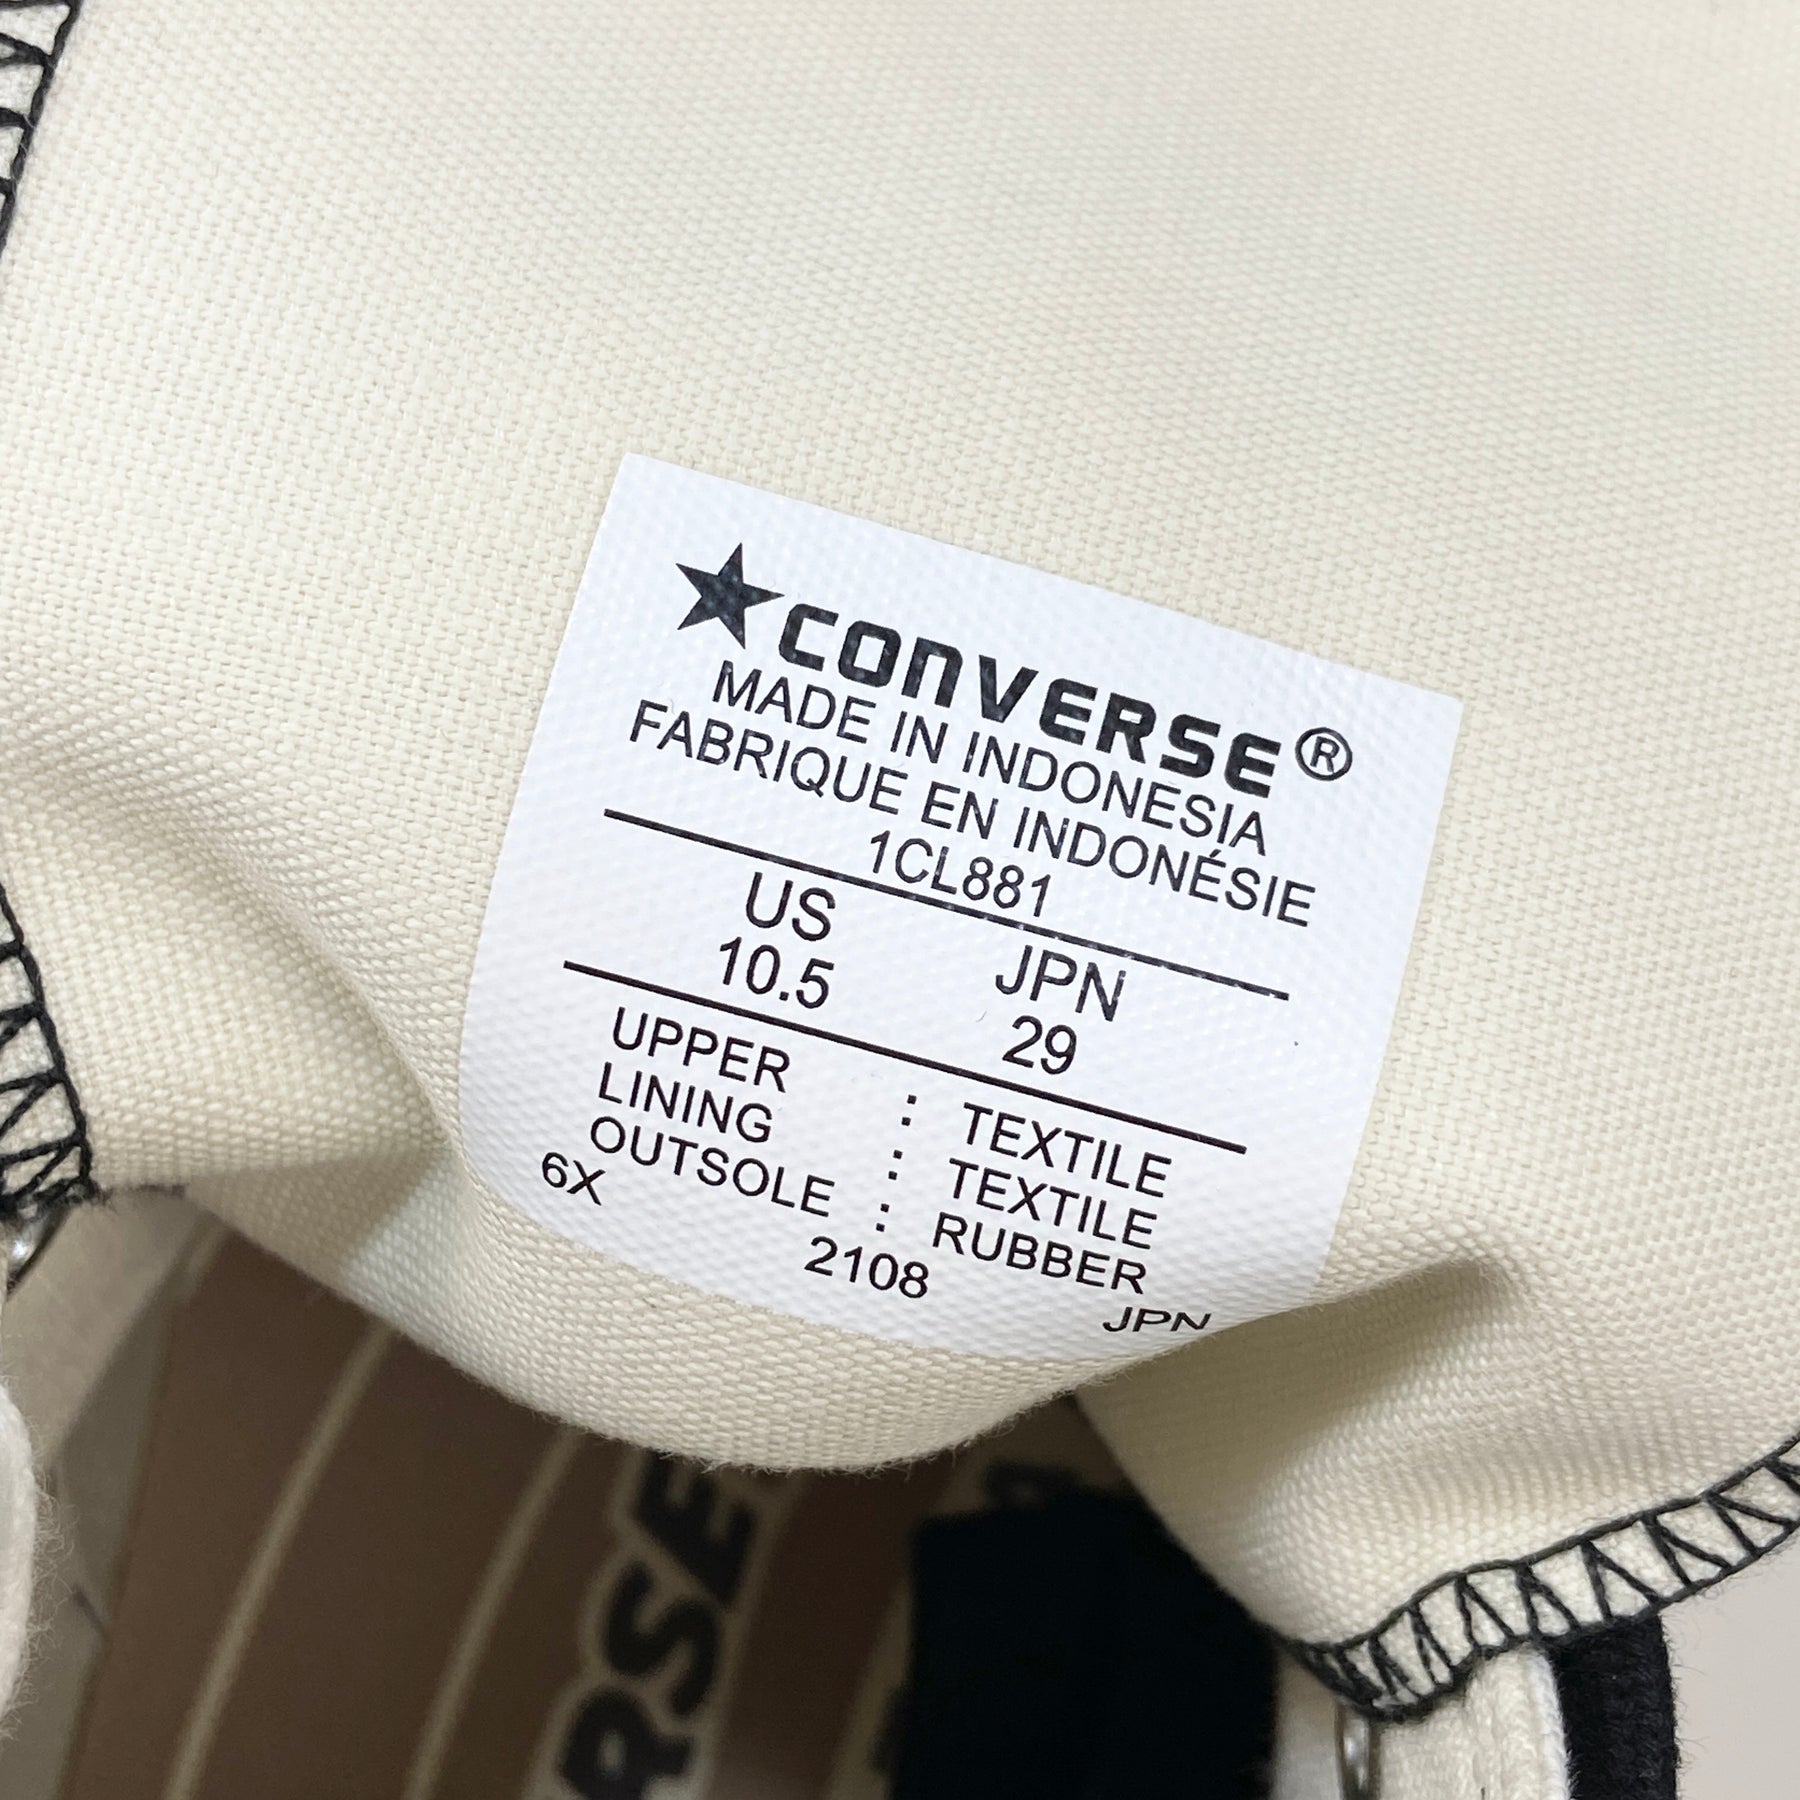 ★CONVERSE®
MADE IN INDONESIA
FABRIQUE EN INDONÉSIE
1CL881
US JPN
10.5 29
UPPER : TEXTILE
LINING : TEXTILE
OUTSOLE : RUBBER
6X 2108 JPN
ERSE